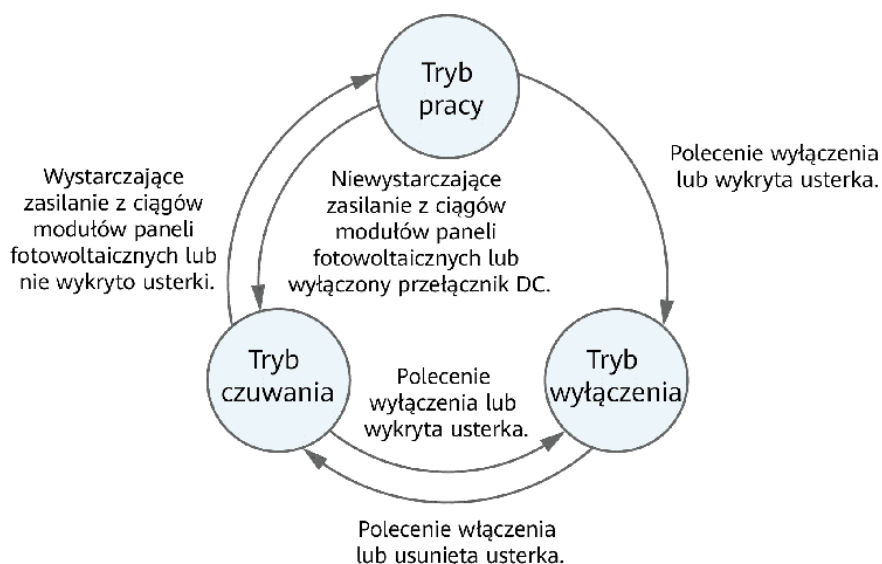 Tryb
pracy
Polecenie wyłączenia
lub wykryta usterka.
Wystarczające
zasilanie z ciągów
modułów paneli
fotowoltaicznych lub
nie wykryto usterki.
Niewystarczające
zasilanie z ciągów
modułów paneli
fotowoltaicznych lub
wyłączony przełącznik DC.
Tryb
czuwania
Polecenie
wyłączenia lub
wykryta usterka.
Tryb
wyłączenia
Polecenie włączenia
lub usunięta usterka.